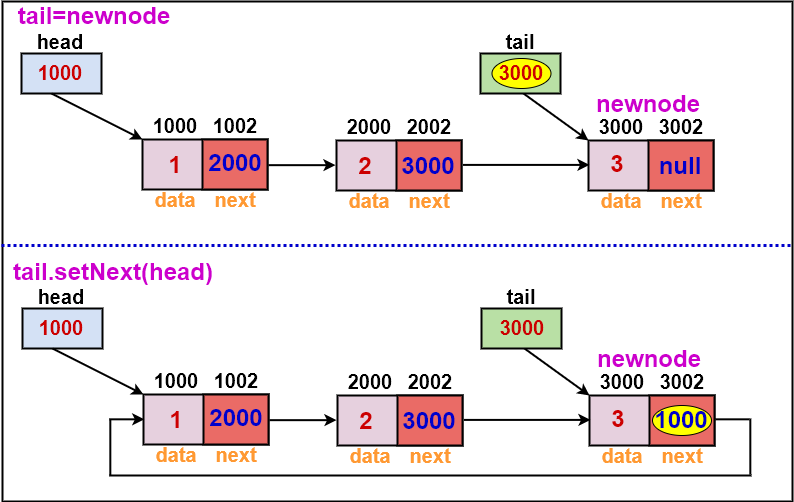 tail=newnode
head
tail
1000
3000
newnode
1000 1002
2000 2002
3000 3002
1 2000
2 3000
3 null
data next
data next
data next
tail.setNext(head)
head
tail
1000
3000
newnode
1000 1002
2000 2002
3000 3002
1 2000
2 3000
3 1000
data next
data next
data next